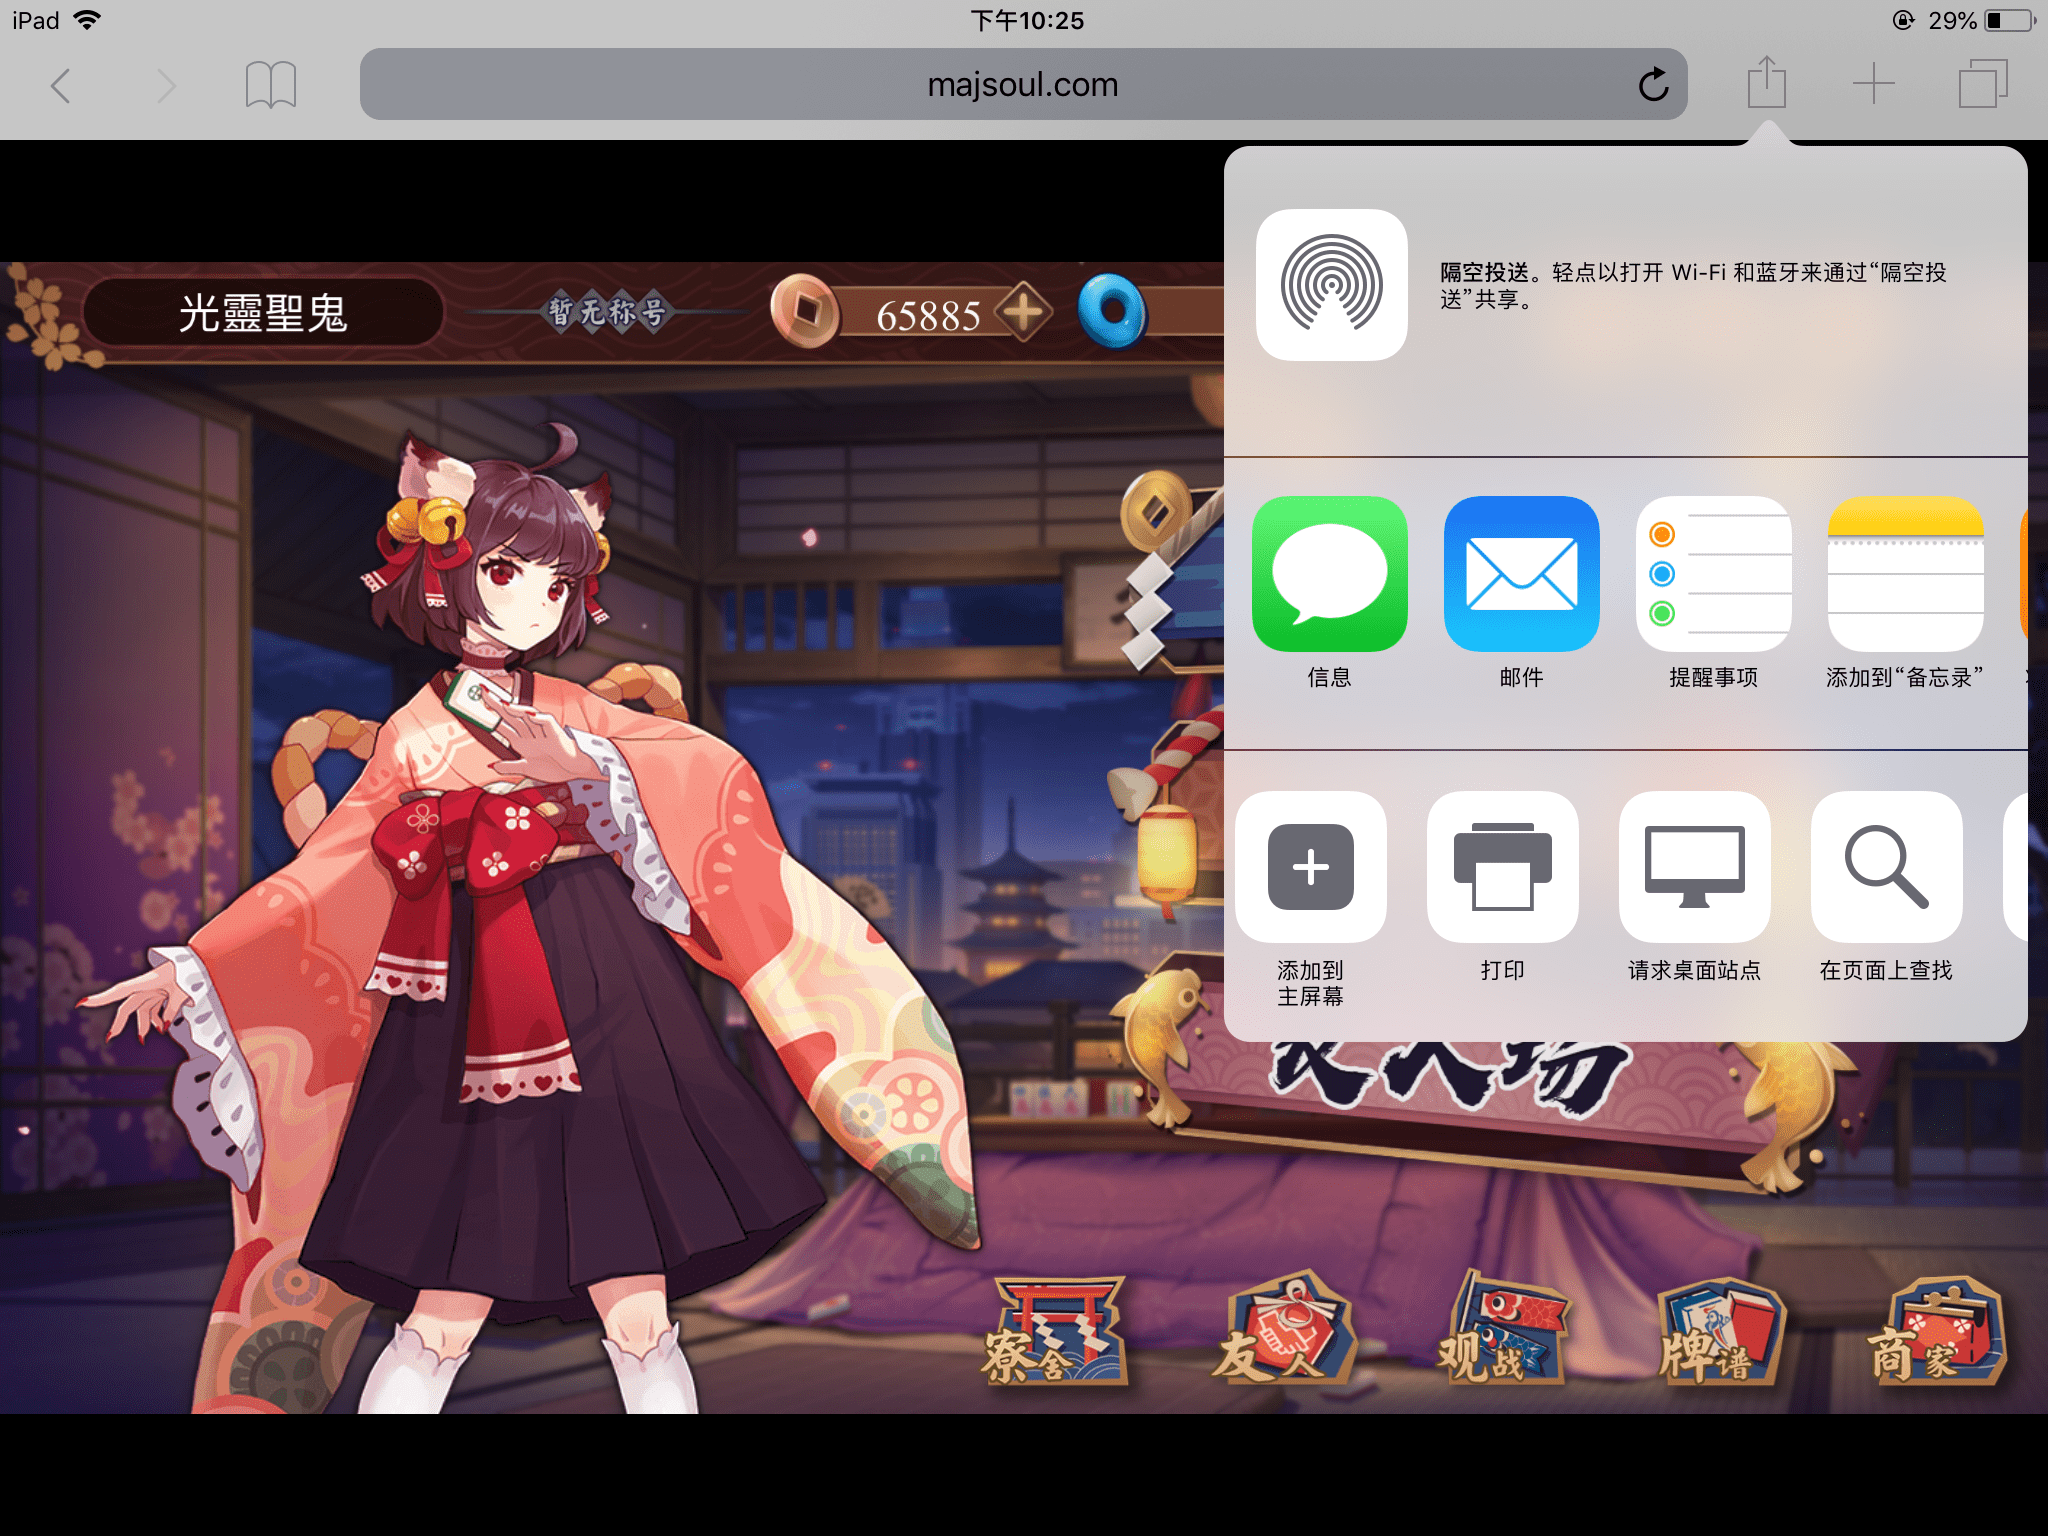 iPad
下午10:25
29%
majsoul.com
光靈聖鬼
暂无称号
65885
隔空投送。轻点以打开 Wi-Fi 和蓝牙来通过“隔空投
送”共享。
信息
邮件
提醒事项
添加到“备忘录”
添加到
主屏幕
打印
请求桌面站点
在页面上查找
友人场
寮舍
友人
观战
牌谱
商家